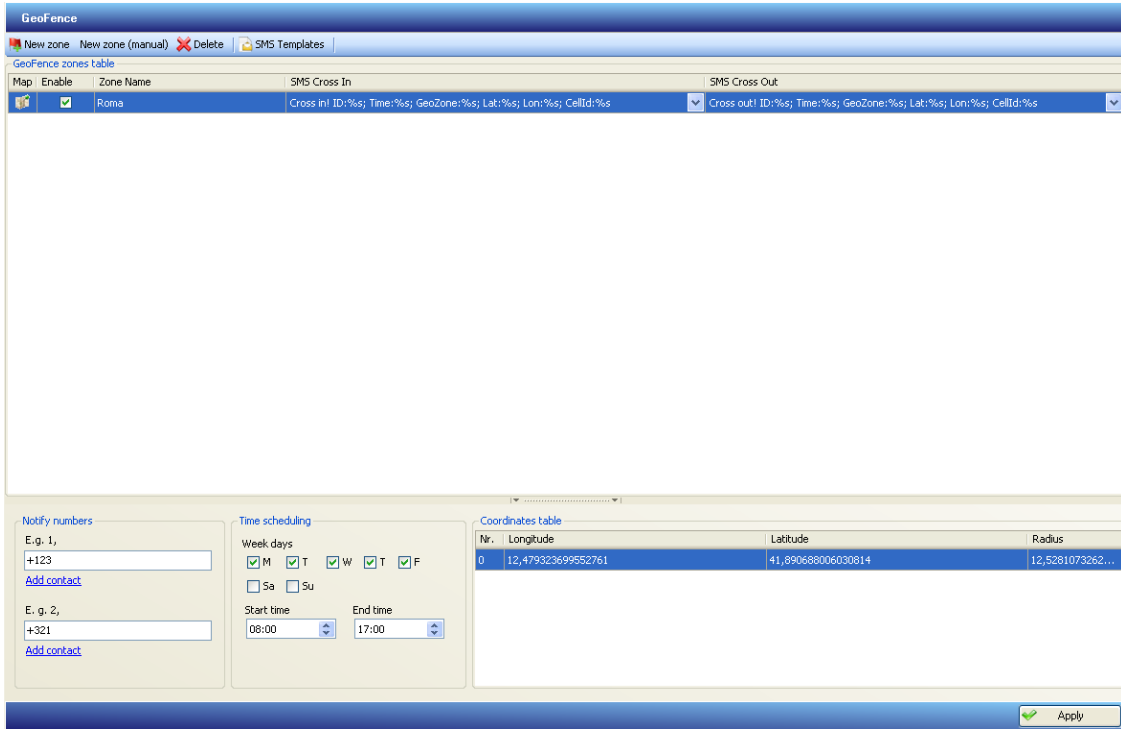 GeoFence
New zone New zone (manual) Delete SMS Templates
GeoFence zones table
Map Enable Zone Name SMS Cross In SMS Cross Out
Roma Cross in! ID:%s; Time:%s; GeoZone:%s; Lat:%s; Lon:%s; CellId:%s Cross out! ID:%s; Time:%s; GeoZone:%s; Lat:%s; Lon:%s; CellId:%s
Notify numbers
E.g. 1,
+123
Add contact
E. g. 2,
+321
Add contact
Time scheduling
Week days
M T W T F
Sa Su
Start time End time
08:00 17:00
Coordinates table
Nr. Longitude Latitude Radius
0 12,479323699552761 41,890688006030814 12,5281073262...
Apply